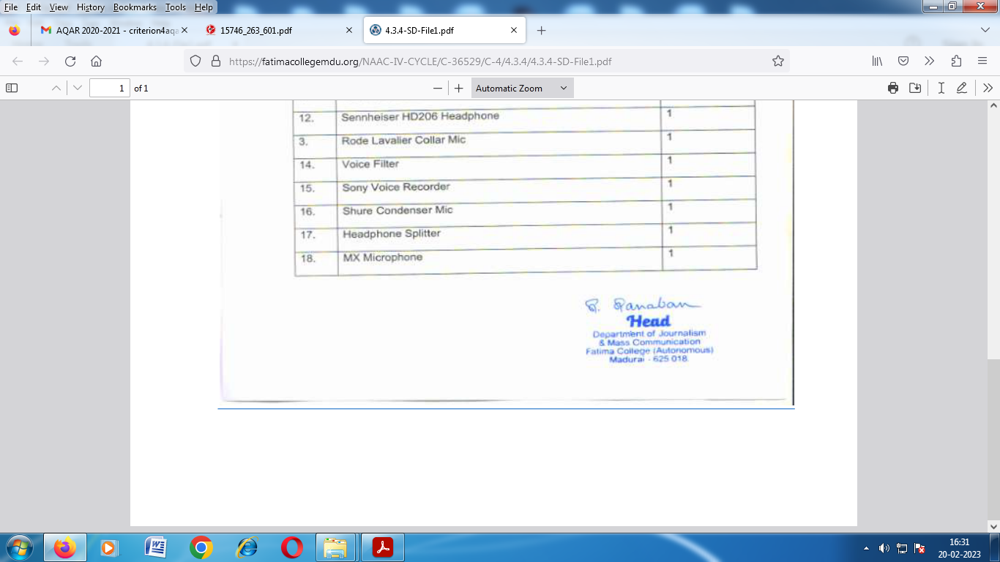 File Edit View History Bookmarks Tools Help
AQAR 2020-2021 - criterion4aqa
15746_263_601.pdf
4.3.4-SD-File1.pdf
https://fatimacollegemdu.org/NAAC-IV-CYCLE/C-36529/C-4/4.3.4/4.3.4-SD-File1.pdf
1 of 1 Automatic Zoom
12. Sennheiser HD206 Headphone 1
3. Rode Lavalier Collar Mic 1
14. Voice Filter 1
15. Sony Voice Recorder 1
16. Shure Condenser Mic 1
17. Headphone Splitter 1
18. MX Microphone 1
Head
Department of Journalism
& Mass Communication
Fatima College (Autonomous)
Madurai - 625 018.
16:31
20-02-2023